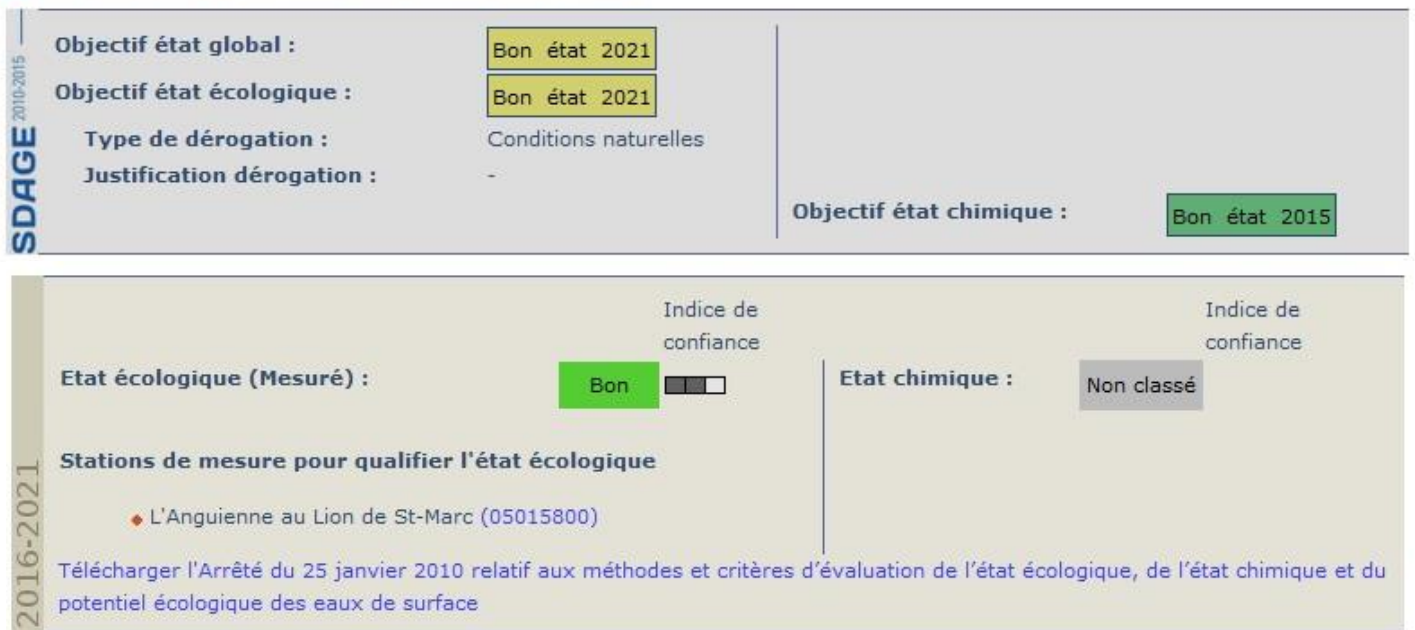 SDAGE 2010-2015
Objectif état global :
Bon état 2021
Objectif état écologique :
Bon état 2021
Type de dérogation :
Conditions naturelles
Justification dérogation :
-
Objectif état chimique :
Bon état 2015
2016-2021
Indice de
confiance
Etat écologique (Mesuré) :
Bon
Indice de
confiance
Etat chimique :
Non classé
Stations de mesure pour qualifier l'état écologique
L'Anguienne au Lion de St-Marc (05015800)
Télécharger l'Arrêté du 25 janvier 2010 relatif aux méthodes et critères d’évaluation de l’état écologique, de l’état chimique et du
potentiel écologique des eaux de surface